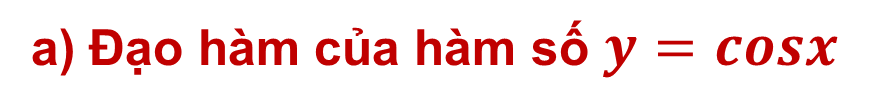 a) Đạo hàm của hàm số y = cosx